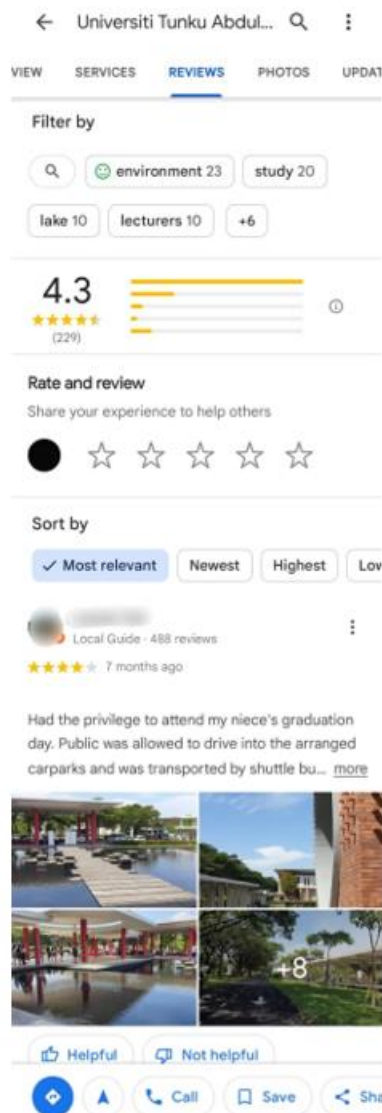 Universiti Tunku Abdul...
VIEW SERVICES REVIEWS PHOTOS UPDAT
Filter by
environment 23 study 20
lake 10 lecturers 10 +6
4.3
(229)
Rate and review
Share your experience to help others
Sort by
Most relevant Newest Highest Low
Local Guide · 488 reviews
7 months ago
Had the privilege to attend my niece's graduation
day. Public was allowed to drive into the arranged
carparks and was transported by shuttle bu... more
+8
Helpful Not helpful
Call Save Sha